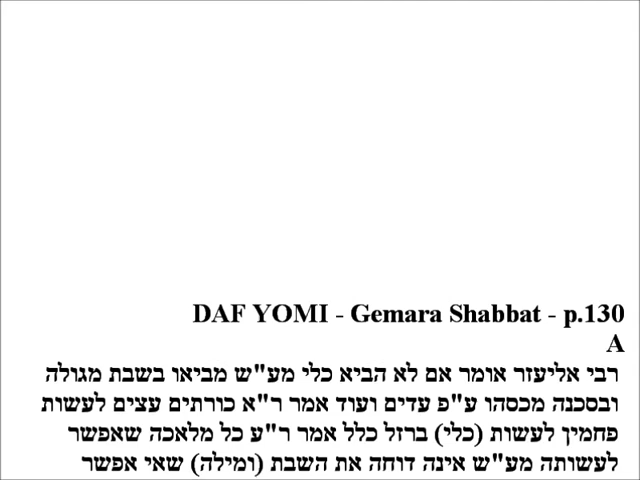 DAF YOMI - Gemara Shabbat - p.130
A
רבי אליעזר אומר אם לא הביא כלי מע"ש מביאו בשבת מגולה
ובסכנה מכסהו ע"פ עדים ועוד אמר ר"א כורתים עצים לעשות
פחמין לעשות (כלי) ברזל כלל אמר ר"ע כל מלאכה שאפשר
לעשותה מע"ש אינה דוחה את השבת (ומילה) שאי אפשר